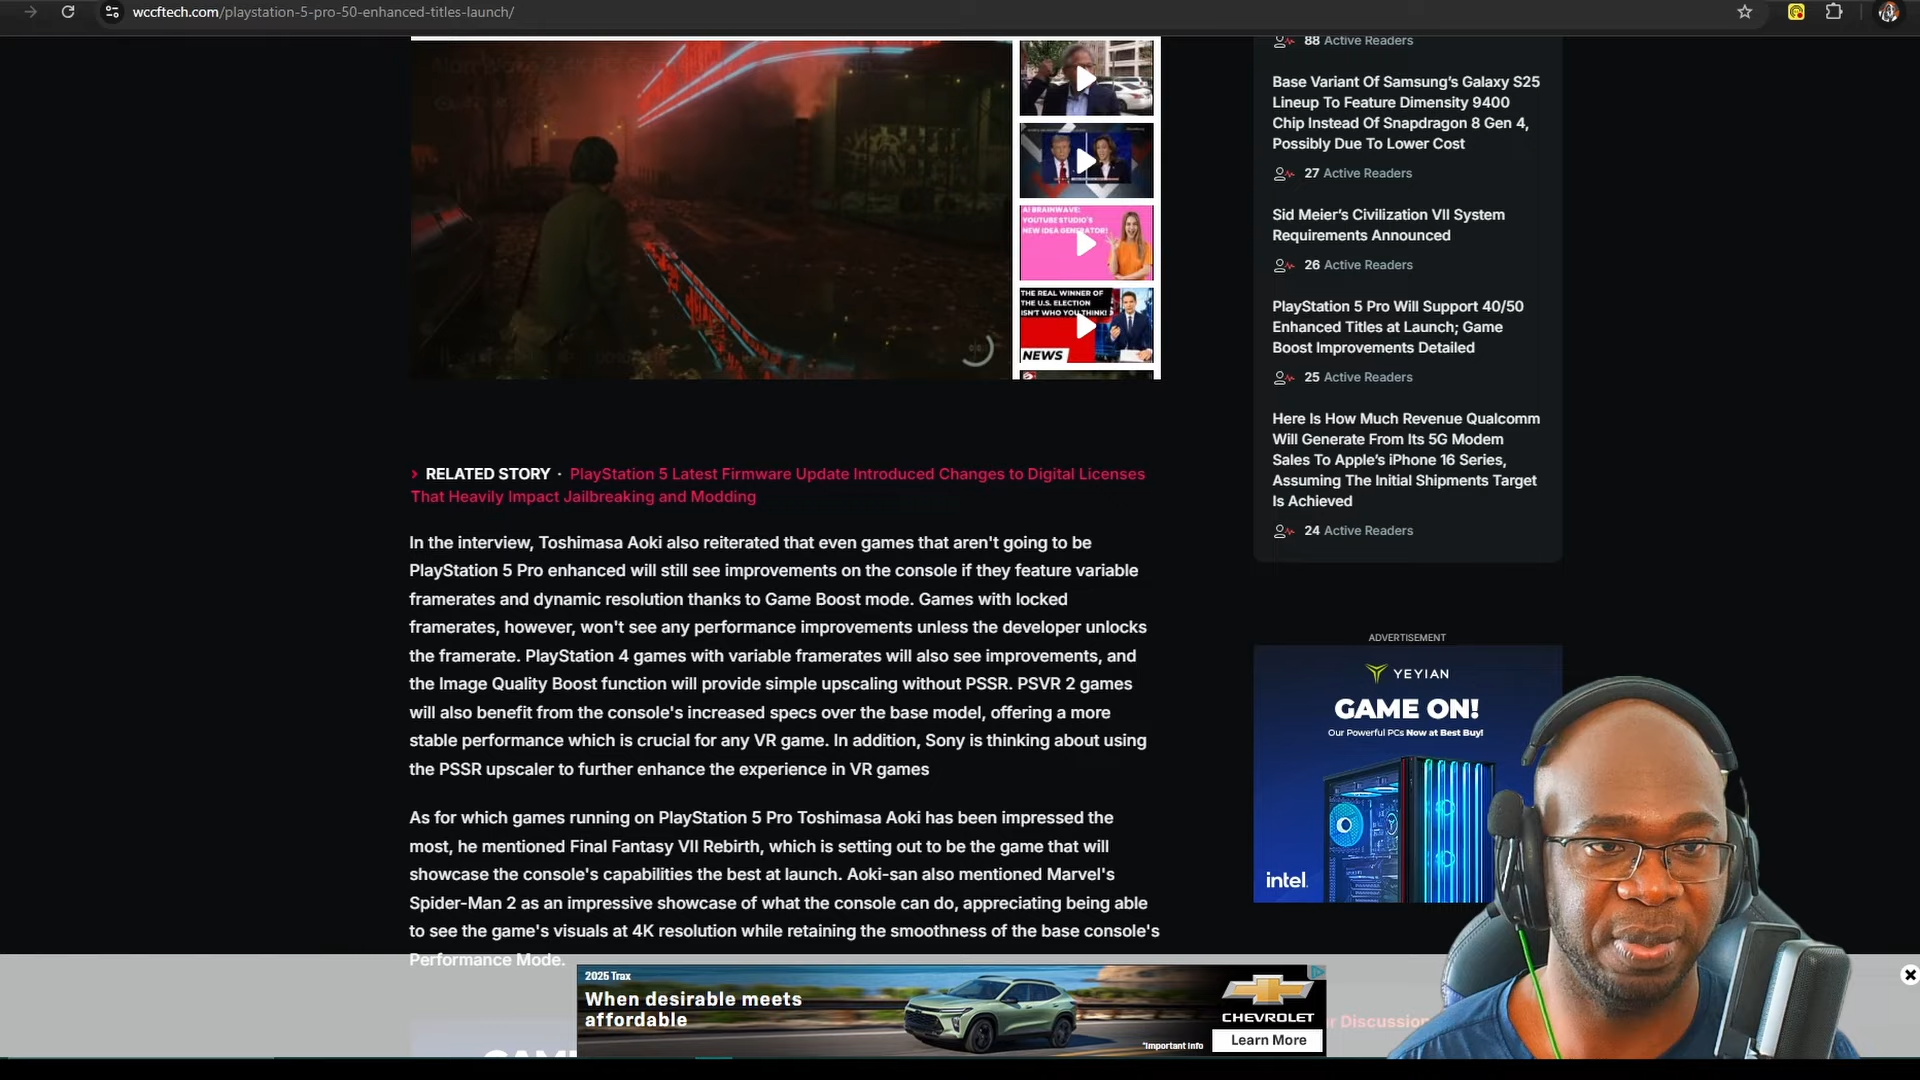 wccftech.com/playstation-5-pro-50-enhanced-titles-launch/
AI BRAINWAVE:
YOUTUBE STUDIO'S
NEW IDEA GENERATOR!
THE REAL WINNER OF
THE U.S. ELECTION
ISN'T WHO YOU THINK!
NEWS
RELATED STORY · PlayStation 5 Latest Firmware Update Introduced Changes to Digital Licenses
That Heavily Impact Jailbreaking and Modding
In the interview, Toshimasa Aoki also reiterated that even games that aren't going to be
PlayStation 5 Pro enhanced will still see improvements on the console if they feature variable
framerates and dynamic resolution thanks to Game Boost mode. Games with locked
framerates, however, won't see any performance improvements unless the developer unlocks
the framerate. PlayStation 4 games with variable framerates will also see improvements, and
the Image Quality Boost function will provide simple upscaling without PSSR. PSVR 2 games
will also benefit from the console's increased specs over the base model, offering a more
stable performance which is crucial for any VR game. In addition, Sony is thinking about using
the PSSR upscaler to further enhance the experience in VR games
As for which games running on PlayStation 5 Pro Toshimasa Aoki has been impressed the
most, he mentioned Final Fantasy VII Rebirth, which is setting out to be the game that will
showcase the console's capabilities the best at launch. Aoki-san also mentioned Marvel's
Spider-Man 2 as an impressive showcase of what the console can do, appreciating being able
to see the game's visuals at 4K resolution while retaining the smoothness of the base console's
Performance Mode.
88 Active Readers
Base Variant Of Samsung's Galaxy S25
Lineup To Feature Dimensity 9400
Chip Instead Of Snapdragon 8 Gen 4,
Possibly Due To Lower Cost
27 Active Readers
Sid Meier's Civilization VII System
Requirements Announced
26 Active Readers
PlayStation 5 Pro Will Support 40/50
Enhanced Titles at Launch; Game
Boost Improvements Detailed
25 Active Readers
Here Is How Much Revenue Qualcomm
Will Generate From Its 5G Modem
Sales To Apple's iPhone 16 Series,
Assuming The Initial Shipments Target
Is Achieved
24 Active Readers
ADVERTISEMENT
YEYIAN
GAME ON!
Our Powerful PCs Now at Best Buy!
intel.
2025 Trax
When desirable meets
affordable
CHEVROLET
*Important Info
Learn More
Discussion